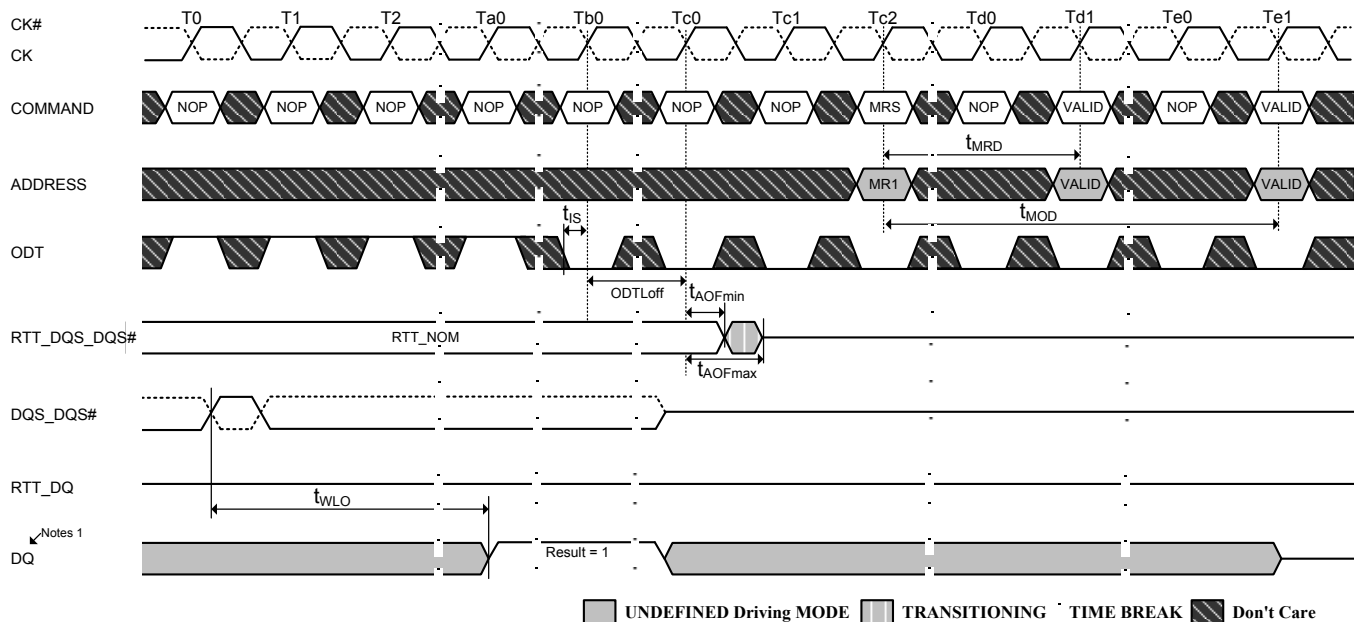 T0 T1 T2 Ta0 Tb0 Tc0 Tc1 Tc2 Td0 Td1 Te0 Te1
CK#
CK
COMMAND NOP NOP NOP NOP NOP NOP NOP MRS NOP VALID NOP VALID
tMRD
ADDRESS MR1 VALID VALID
tIS tMOD
ODT
ODTLoff tAOFmin
RTT_DQS_DQS# RTT_NOM
tAOFmax
DQS_DQS#
RTT_DQ
tWLO
Notes 1
DQ Result = 1
UNDEFINED Driving MODE TRANSITIONING TIME BREAK Don't Care